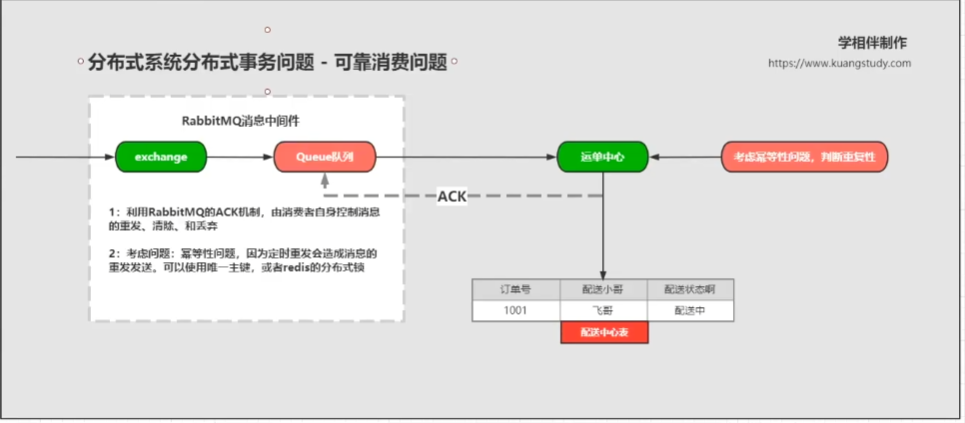 学相伴制作
https://www.kuangstudy.com
分布式系统分布式事务问题 - 可靠消费问题
RabbitMQ消息中间件
exchange
Queue队列
运单中心
考虑幂等性问题，判断重复性
ACK
1：利用RabbitMQ的ACK机制，由消费者自身控制消息
的重发、清除、和丢弃
2：考虑问题：幂等性问题，因为定时重发会造成消息的
重发发送。可以使用唯一主键，或者redis的分布式锁
订单号 配送小哥 配送状态啊
1001 飞哥 配送中
配送中心表